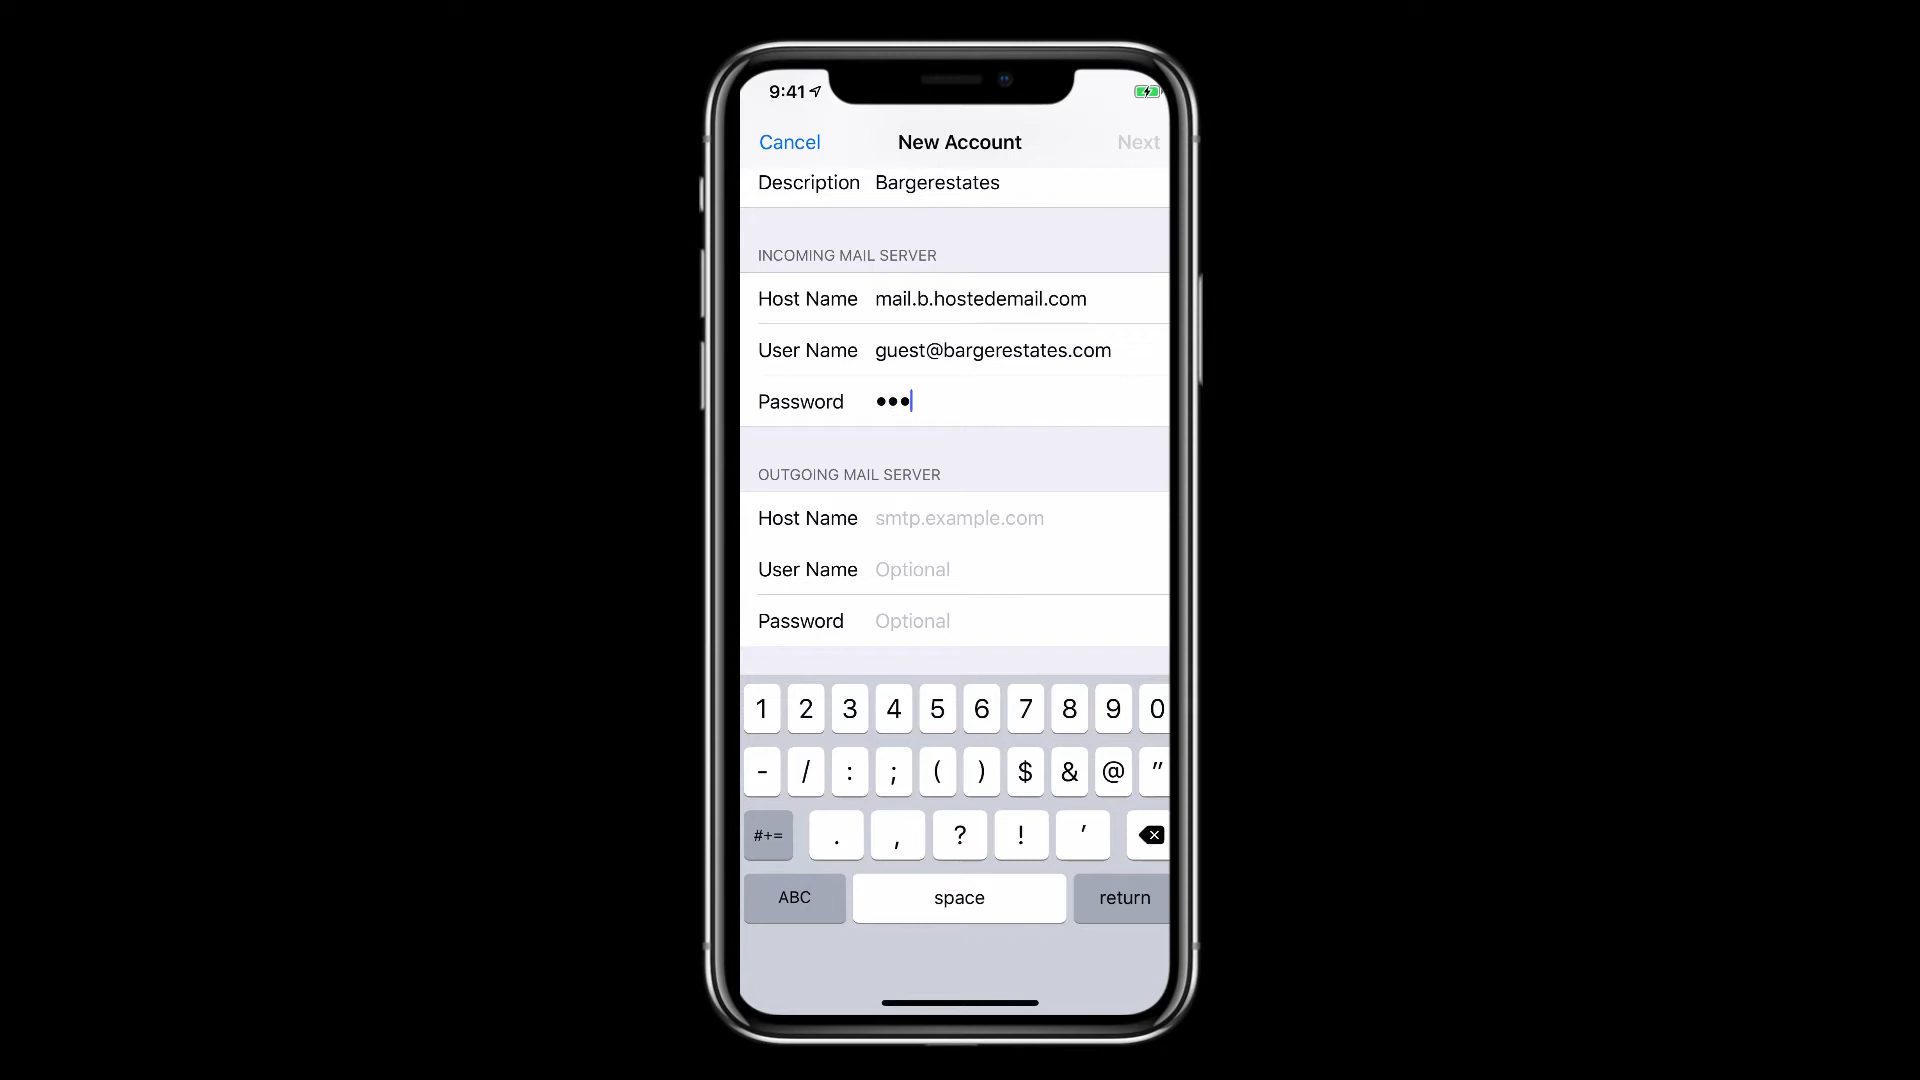 9:41
Cancel New Account Next
Description Bargerestates
INCOMING MAIL SERVER
Host Name mail.b.hostedemail.com
User Name guest@bargerestates.com
Password •••
OUTGOING MAIL SERVER
Host Name smtp.example.com
User Name Optional
Password Optional
1 2 3 4 5 6 7 8 9 0
- / : ; ( ) $ & @ "
#+= . , ? ! '
ABC space return